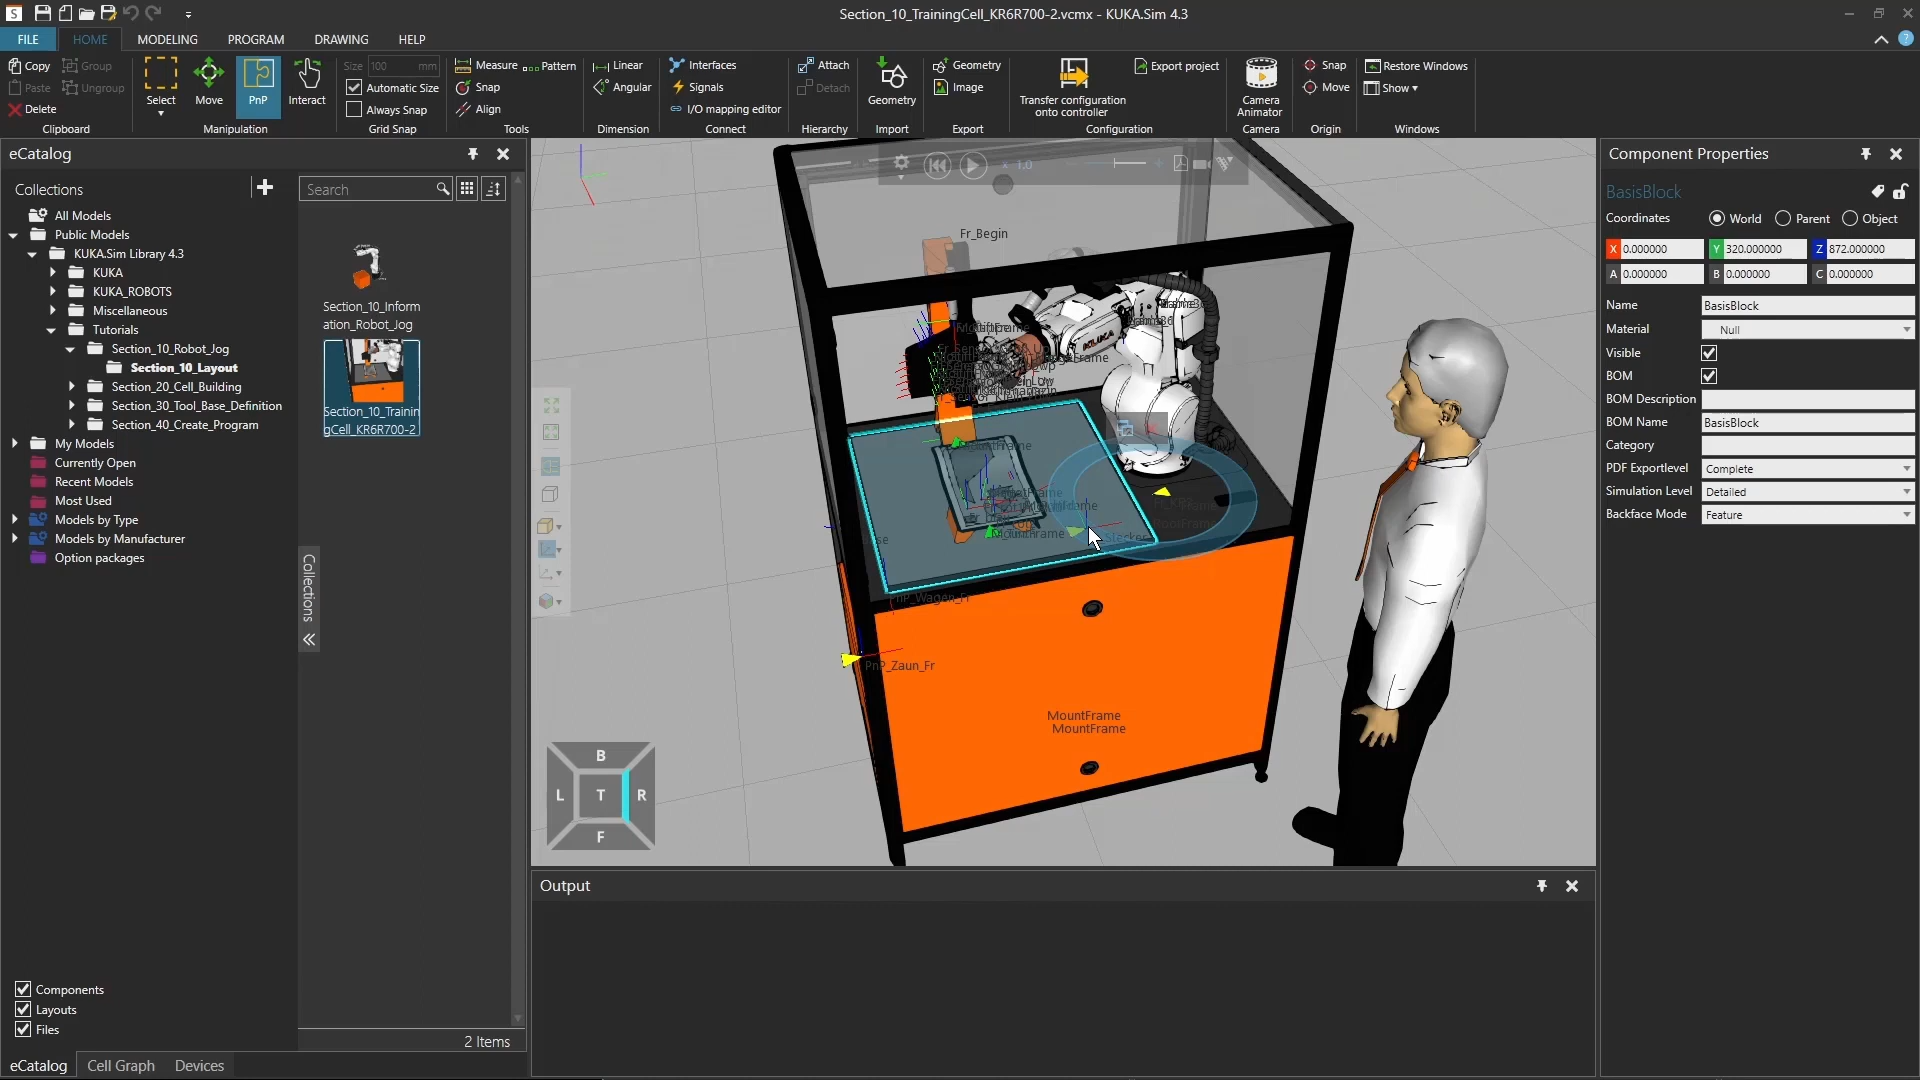 S
Section_10_TrainingCell_KR6R700-2.vcmx - KUKA.Sim 4.3
FILE
HOME
MODELING
PROGRAM
DRAWING
HELP
?
Copy
Group
Paste
Ungroup
Delete
Clipboard
Select
Move
PnP
Interact
Manipulation
Size 100 mm
Automatic Size
Always Snap
Grid Snap
Measure
Pattern
Snap
Align
Tools
Linear
Angular
Dimension
Interfaces
Signals
I/O mapping editor
Connect
Attach
Detach
Hierarchy
Geometry
Import
Geometry
Image
Export
Transfer configuration
onto controller
Export project
Configuration
Camera
Animator
Camera
Snap
Move
Origin
Restore Windows
Show
Windows
eCatalog
Collections
Search
All Models
Public Models
KUKA.Sim Library 4.3
KUKA
KUKA_ROBOTS
Miscellaneous
Tutorials
Section_10_Robot_Jog
Section_10_Layout
Section_20_Cell_Building
Section_30_Tool_Base_Definition
Section_40_Create_Program
My Models
Currently Open
Recent Models
Most Used
Models by Type
Models by Manufacturer
Option packages
Section_10_Inform
ation_Robot_Jog
Section_10_Trainin
gCell_KR6R700-2
Collections
Components
Layouts
Files
2 Items
eCatalog
Cell Graph
Devices
x 1.0
Fr_Begin
KUKA
PnP_Zaun_Fr
MountFrame
MountFrame
B
L
T
R
F
Output
Component Properties
BasisBlock
Coordinates
World
Parent
Object
X 0.000000
Y 320.000000
Z 872.000000
A 0.000000
B 0.000000
C 0.000000
Name BasisBlock
Material Null
Visible
BOM
BOM Description
BOM Name BasisBlock
Category
PDF Exportlevel Complete
Simulation Level Detailed
Backface Mode Feature